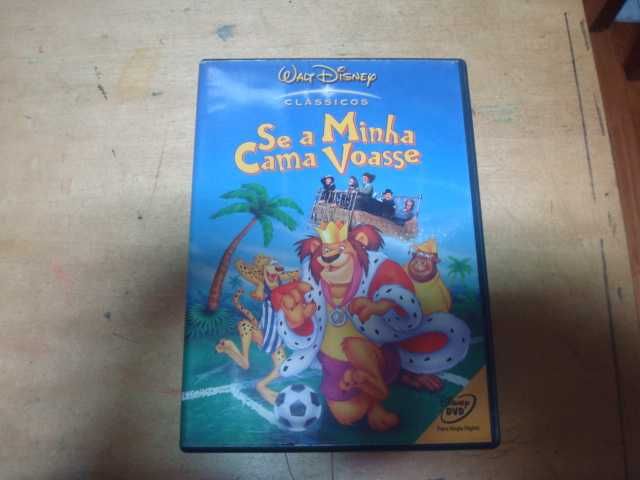 WALT DISNEY
CLÁSSICOS
Se a Minha
Cama Voasse
Disney
DVD